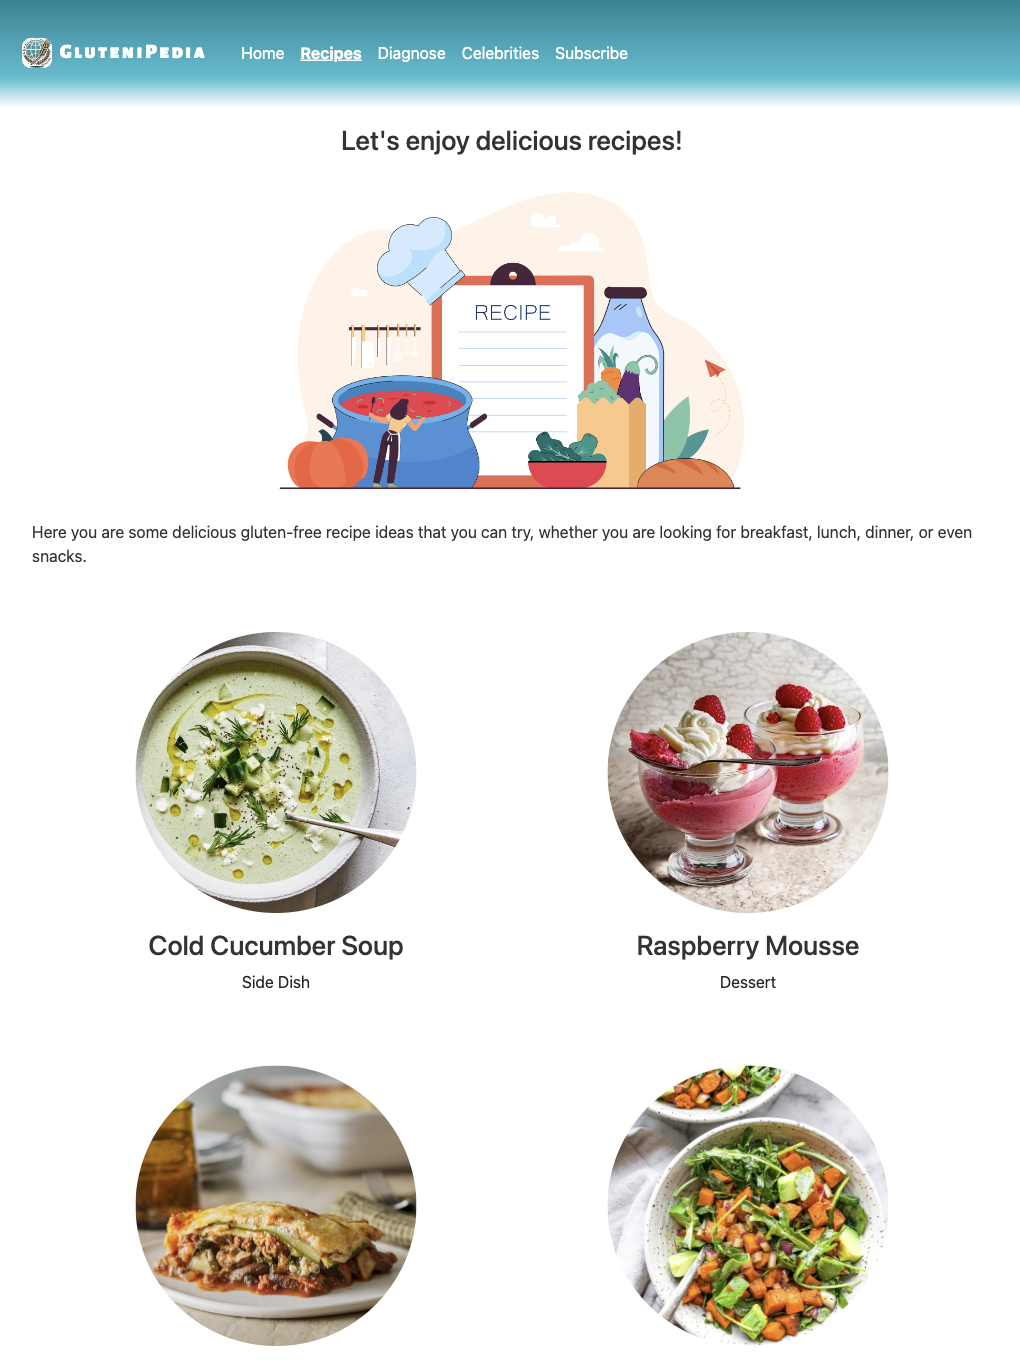 GluteniPedia Home Recipes Diagnose Celebrities Subscribe
Let's enjoy delicious recipes!
RECIPE
Here you are some delicious gluten-free recipe ideas that you can try, whether you are looking for breakfast, lunch, dinner, or even
snacks.
Cold Cucumber Soup
Side Dish
Raspberry Mousse
Dessert